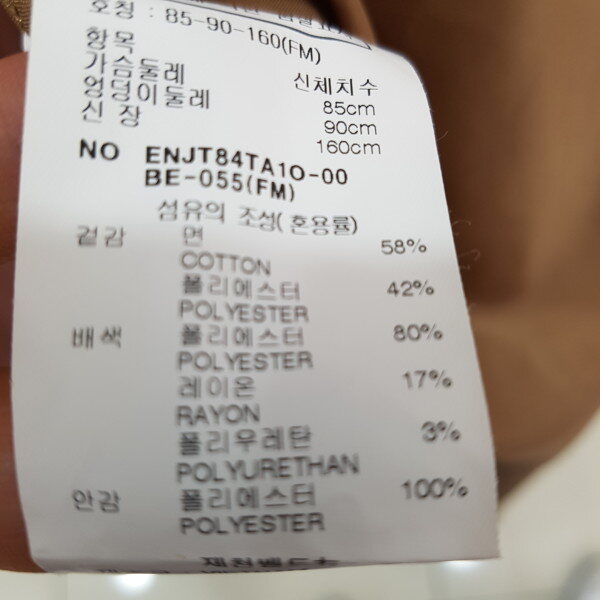 호칭 : 85-90-160(FM)
항목 신체치수
가슴둘레 85cm
엉덩이둘레 90cm
신 장 160cm
NO ENJT84TA10-00
BE-055(FM)
섬유의 조성(혼용률)
겉감 면 58%
COTTON
폴리에스터 42%
POLYESTER
배색 폴리에스터 80%
POLYESTER
레이온 17%
RAYON
폴리우레탄 3%
POLYURETHAN
안감 폴리에스터 100%
POLYESTER